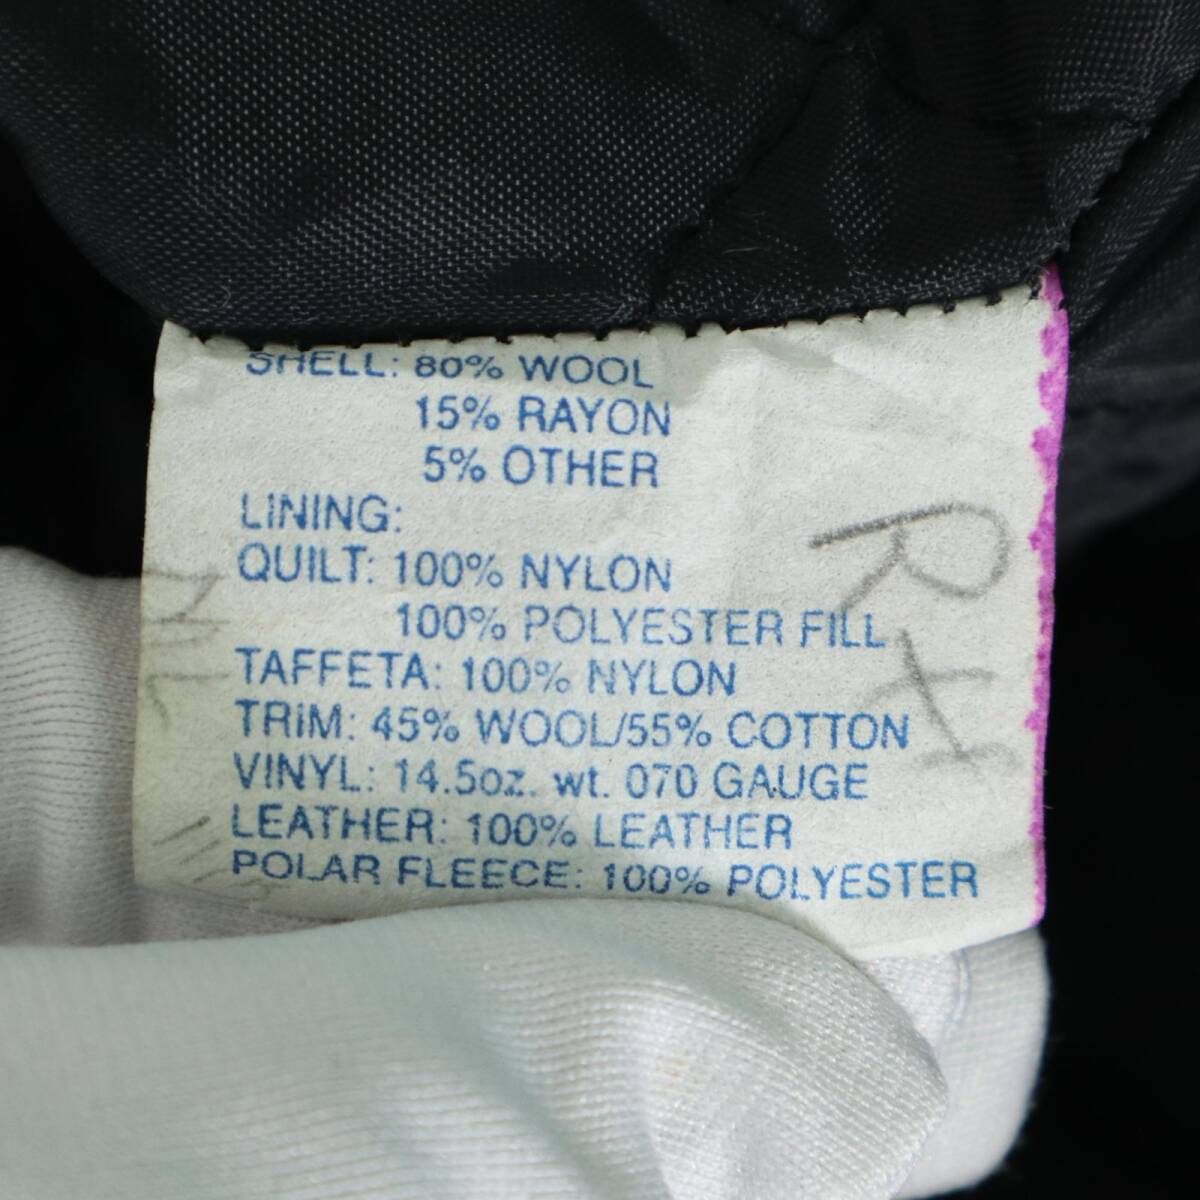 SHELL: 80% WOOL
15% RAYON
5% OTHER
LINING:
QUILT: 100% NYLON
100% POLYESTER FILL
TAFFETA: 100% NYLON
TRIM: 45% WOOL/55% COTTON
VINYL: 14.5oz. wt. 070 GAUGE
LEATHER: 100% LEATHER
POLAR FLEECE: 100% POLYESTER